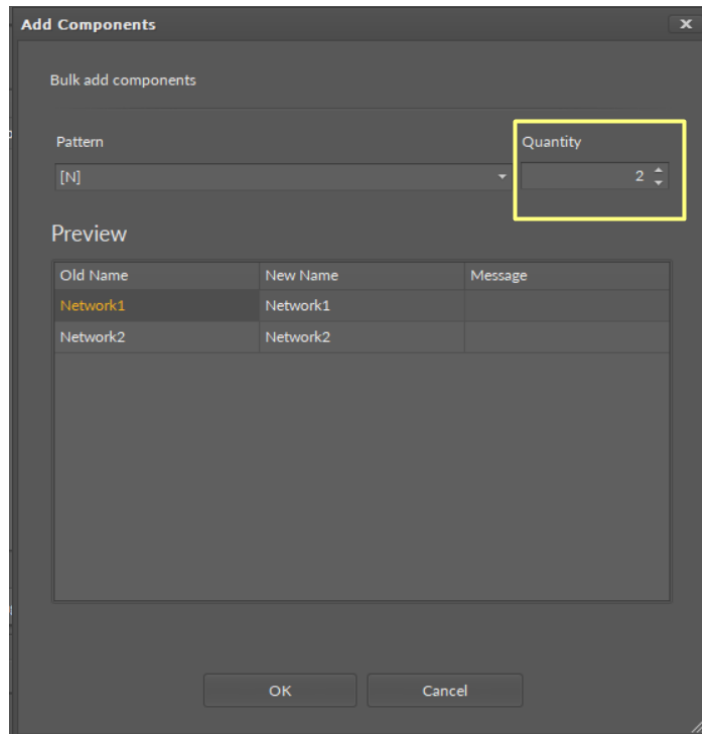 Add Components
Bulk add components
Pattern Quantity
[N] 2
Preview
Old Name New Name Message
Network1 Network1
Network2 Network2
OK Cancel